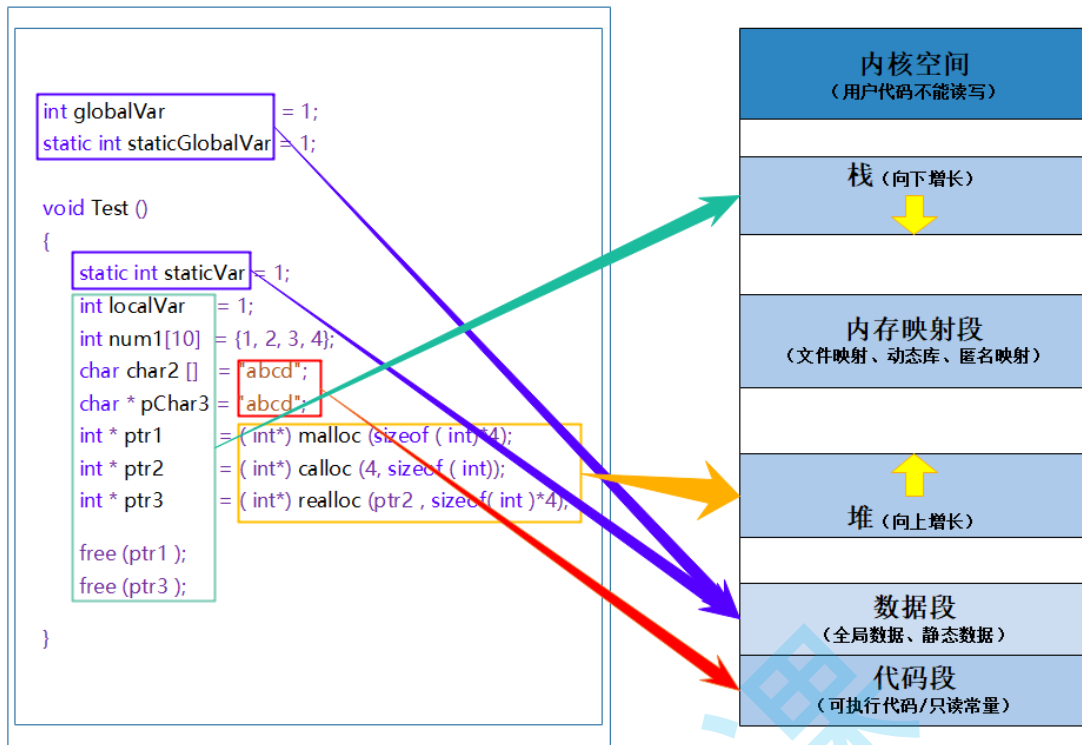 int globalVar = 1;
static int staticGlobalVar = 1;
void Test ()
{
static int staticVar = 1;
int localVar = 1;
int num1[10] = {1, 2, 3, 4};
char char2 [] = "abcd";
char * pChar3 = "abcd";
int * ptr1 = ( int*) malloc (sizeof ( int)*4);
int * ptr2 = ( int*) calloc (4, sizeof ( int));
int * ptr3 = ( int*) realloc (ptr2 , sizeof( int )*4);
free (ptr1 );
free (ptr3 );
}
内核空间
（用户代码不能读写）
栈（向下增长）
内存映射段
（文件映射、动态库、匿名映射）
堆（向上增长）
数据段
（全局数据、静态数据）
代码段
（可执行代码/只读常量）